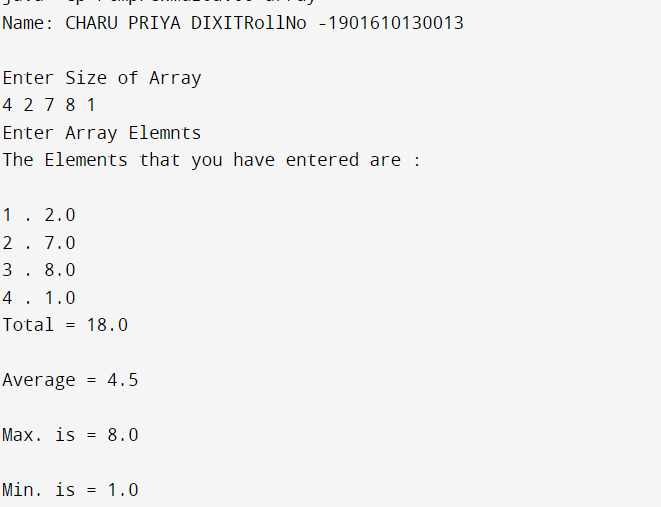 Name: CHARU PRIYA DIXITRollNo -1901610130013
Enter Size of Array
4 2 7 8 1
Enter Array Elemnts
The Elements that you have entered are :
1 . 2.0
2 . 7.0
3 . 8.0
4 . 1.0
Total = 18.0
Average = 4.5
Max. is = 8.0
Min. is = 1.0